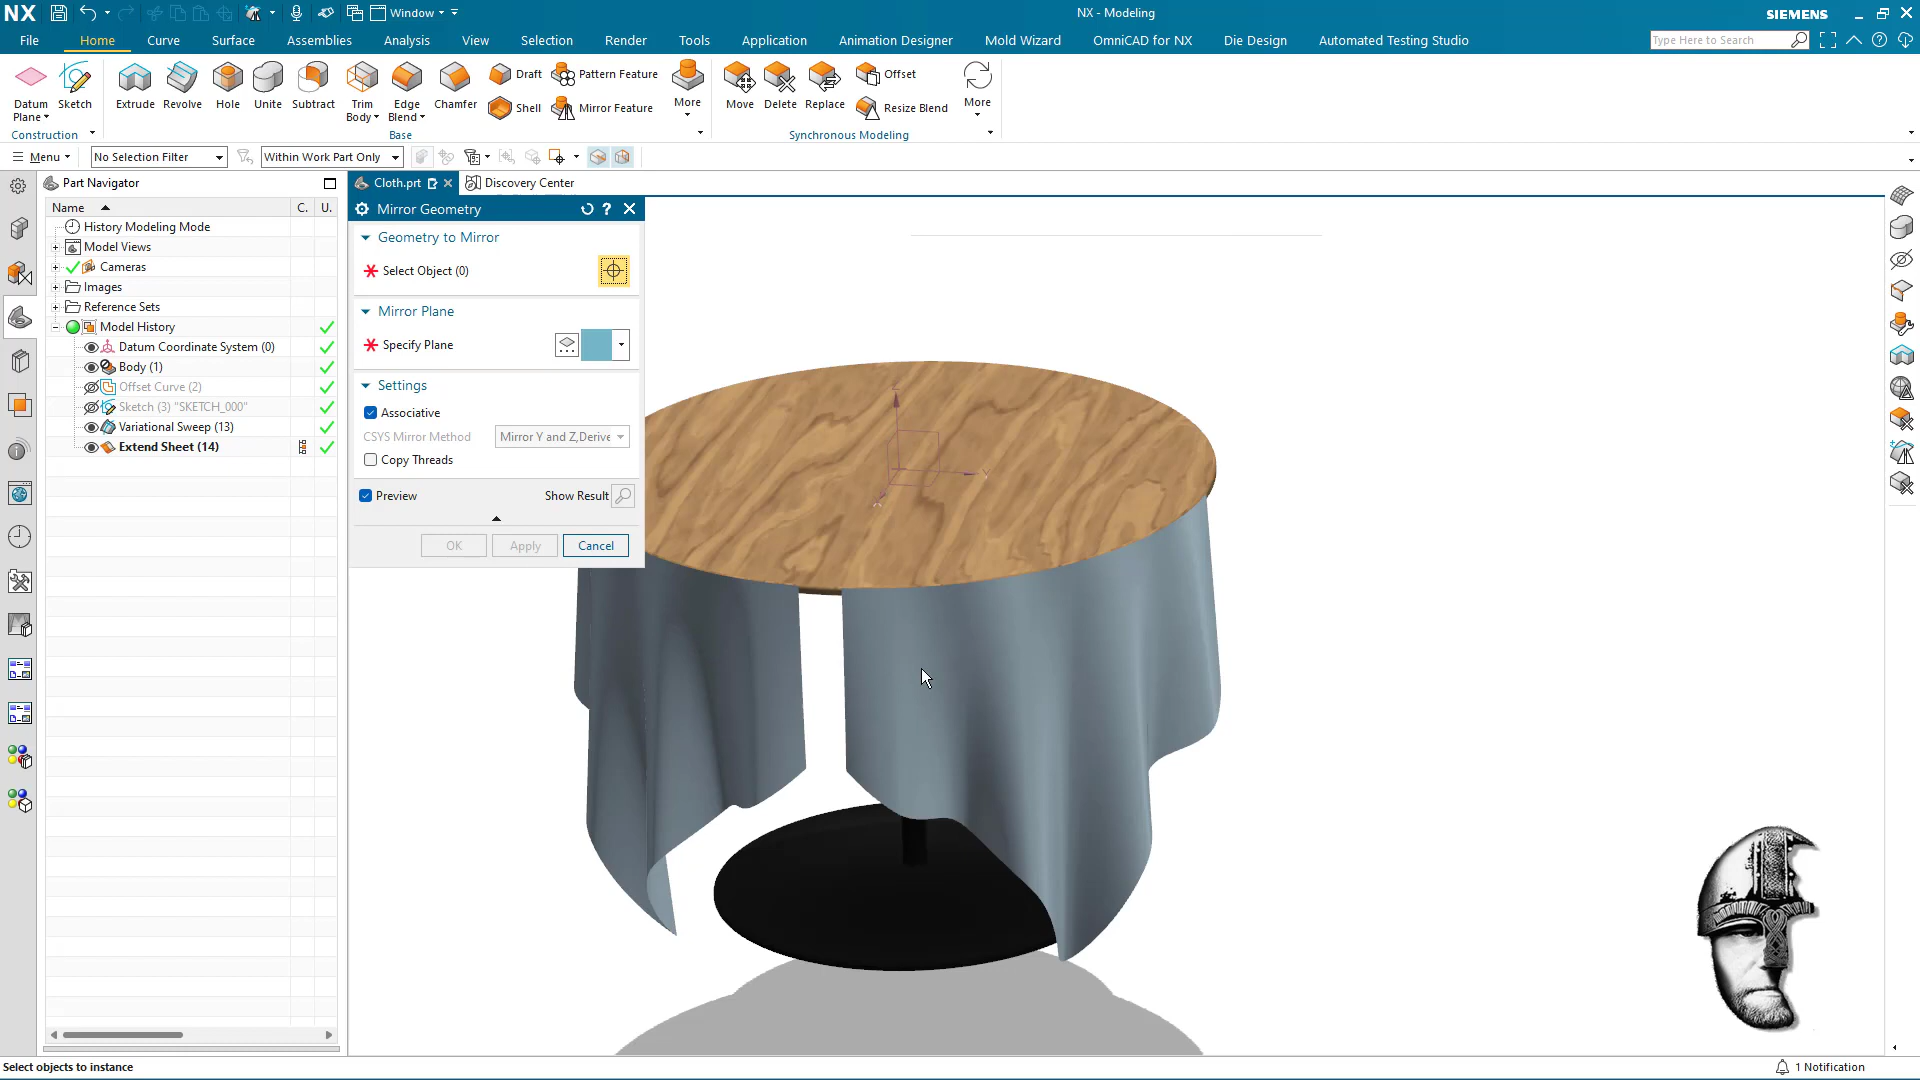 NX
Window
NX - Modeling
SIEMENS
File
Home
Curve
Surface
Assemblies
Analysis
View
Selection
Render
Tools
Application
Animation Designer
Mold Wizard
OmniCAD for NX
Die Design
Automated Testing Studio
Type Here to Search
Datum
Plane
Sketch
Extrude
Revolve
Hole
Unite
Subtract
Trim
Body
Edge
Blend
Chamfer
Draft
Shell
Pattern Feature
Mirror Feature
More
Move
Delete
Replace
Offset
Resize Blend
More
Construction
Base
Synchronous Modeling
Menu
No Selection Filter
Within Work Part Only
Part Navigator
Cloth.prt
Discovery Center
Name
C.
U.
History Modeling Mode
Model Views
Cameras
Images
Reference Sets
Model History
Datum Coordinate System (0)
Body (1)
Offset Curve (2)
Sketch (3) "SKETCH_000"
Variational Sweep (13)
Extend Sheet (14)
Mirror Geometry
?
Geometry to Mirror
Select Object (0)
Mirror Plane
Specify Plane
Settings
Associative
CSYS Mirror Method
Mirror Y and Z,Derive
Copy Threads
Preview
Show Result
OK
Apply
Cancel
Z
Y
X
Select objects to instance
1 Notification